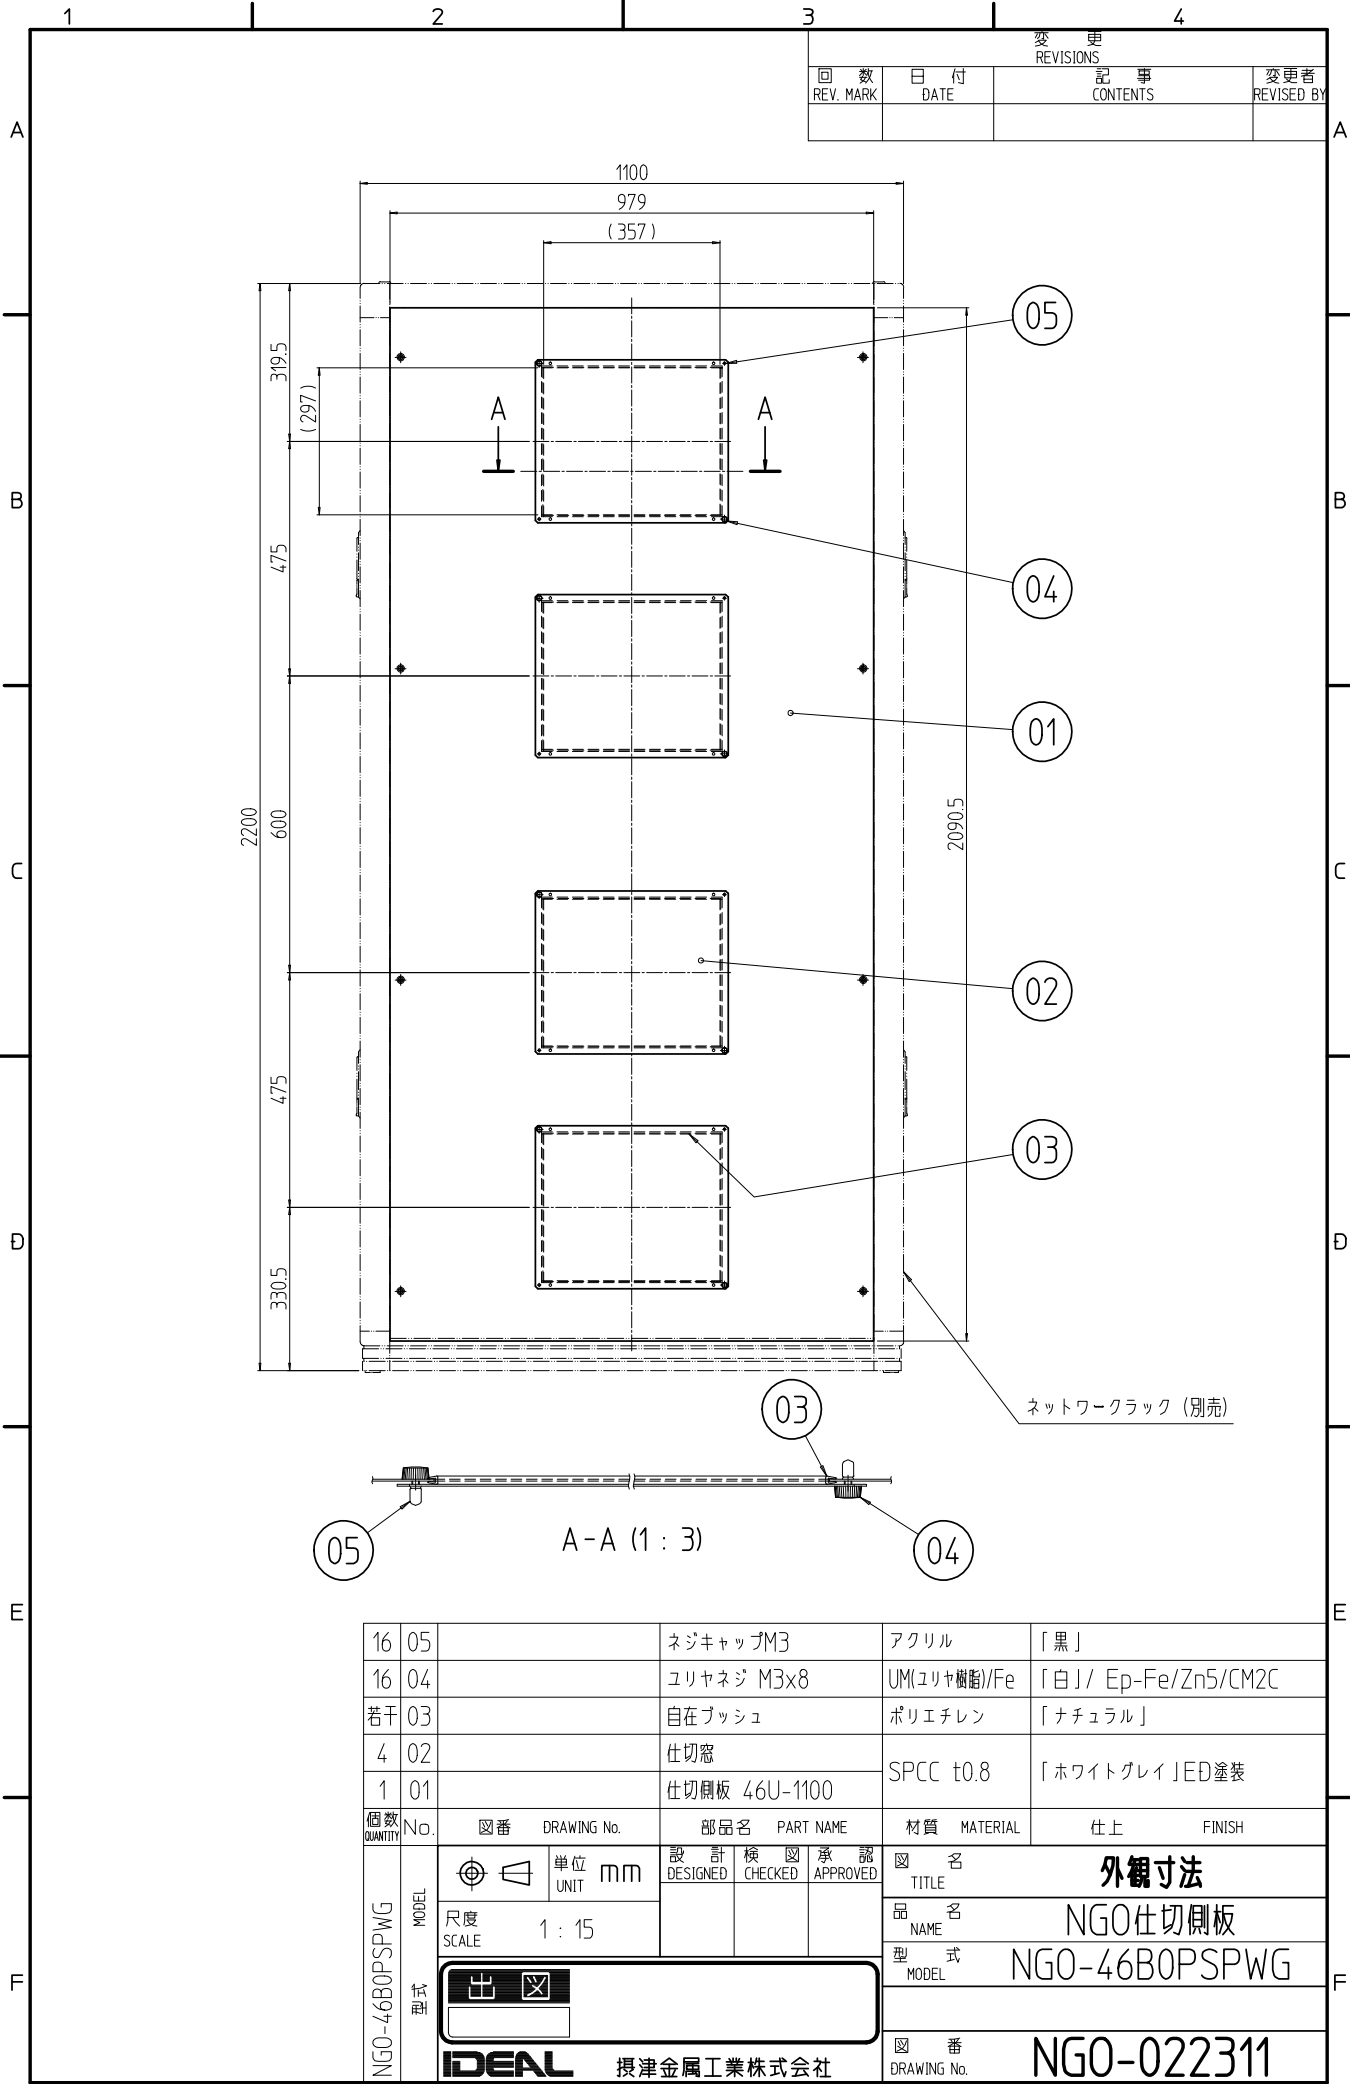 1 2 3 4
変更
REVISIONS
回数 日付 記事 変更者
REV. MARK DATE CONTENTS REVISED BY
A A
1100
979
(357)
05
319.5
(297)
A A
B B
475
04
01
2200
600
2090.5
C C
02
475
03
D D
330.5
ネットワークラック (別売)
03
05
A-A (1 : 3)
04
E E
16 05 ネジキャップM3 アクリル 「黒」
16 04 ユリヤネジ M3x8 UM(ユリヤ樹脂)/Fe 「白」/ Ep-Fe/Zn5/CM2C
若干 03 自在ブッシュ ポリエチレン 「ナチュラル」
4 02 仕切窓 SPCC t0.8 「ホワイトグレイ」ED塗装
1 01 仕切側板 46U-1100
個数 QUANTITY No. 図番 DRAWING No. 部品名 PART NAME 材質 MATERIAL 仕上 FINISH
NGO-46B0PSPWG
型式 MODEL
単位 UNIT mm
設計 DESIGNED 検図 CHECKED 承認 APPROVED
尺度 SCALE 1 : 15
図名 TITLE 外観寸法
品名 NAME NGO仕切側板
型式 MODEL NGO-46B0PSPWG
F F
出図
図番 DRAWING No. NGO-022311
IDEAL 摂津金属工業株式会社